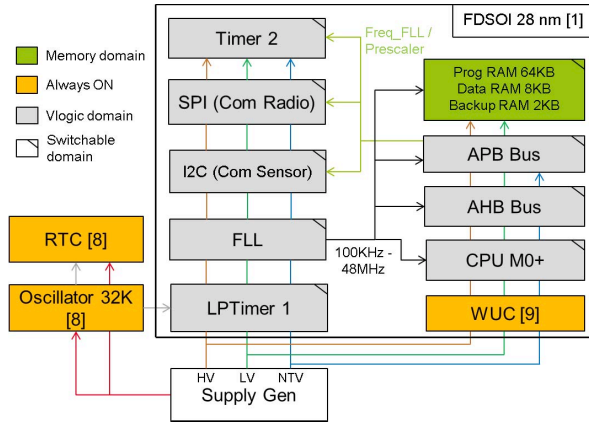 FDSOI 28 nm [1]
Memory domain
Always ON
Vlogic domain
Switchable
domain
Timer 2
Freq_FLL /
Prescaler
SPI (Com Radio)
Prog RAM 64KB
Data RAM 8KB
Backup RAM 2KB
I2C (Com Sensor)
APB Bus
AHB Bus
RTC [8]
FLL
100KHz -
48MHz
CPU M0+
Oscillator 32K
[8]
LPTimer 1
WUC [9]
HV LV NTV
Supply Gen